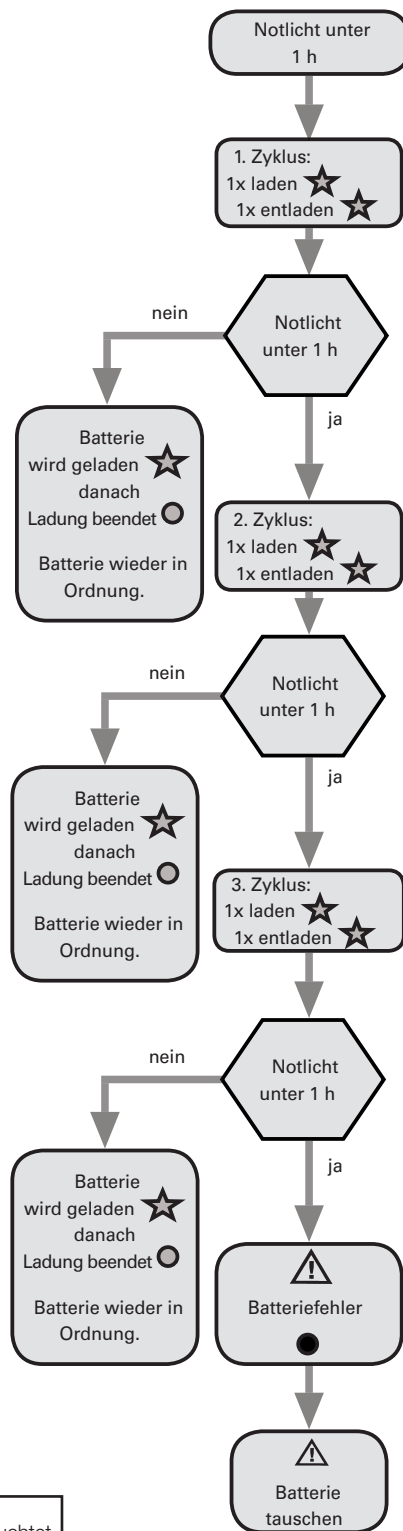 Notlicht unter
1 h
1. Zyklus:
1x laden
1x entladen
Notlicht
unter 1 h
nein
ja
Batterie
wird geladen
danach
Ladung beendet
Batterie wieder in
Ordnung.
2. Zyklus:
1x laden
1x entladen
Notlicht
unter 1 h
nein
ja
Batterie
wird geladen
danach
Ladung beendet
Batterie wieder in
Ordnung.
3. Zyklus:
1x laden
1x entladen
Notlicht
unter 1 h
nein
ja
Batterie
wird geladen
danach
Ladung beendet
Batterie wieder in
Ordnung.
Batteriefehler
Batterie
tauschen